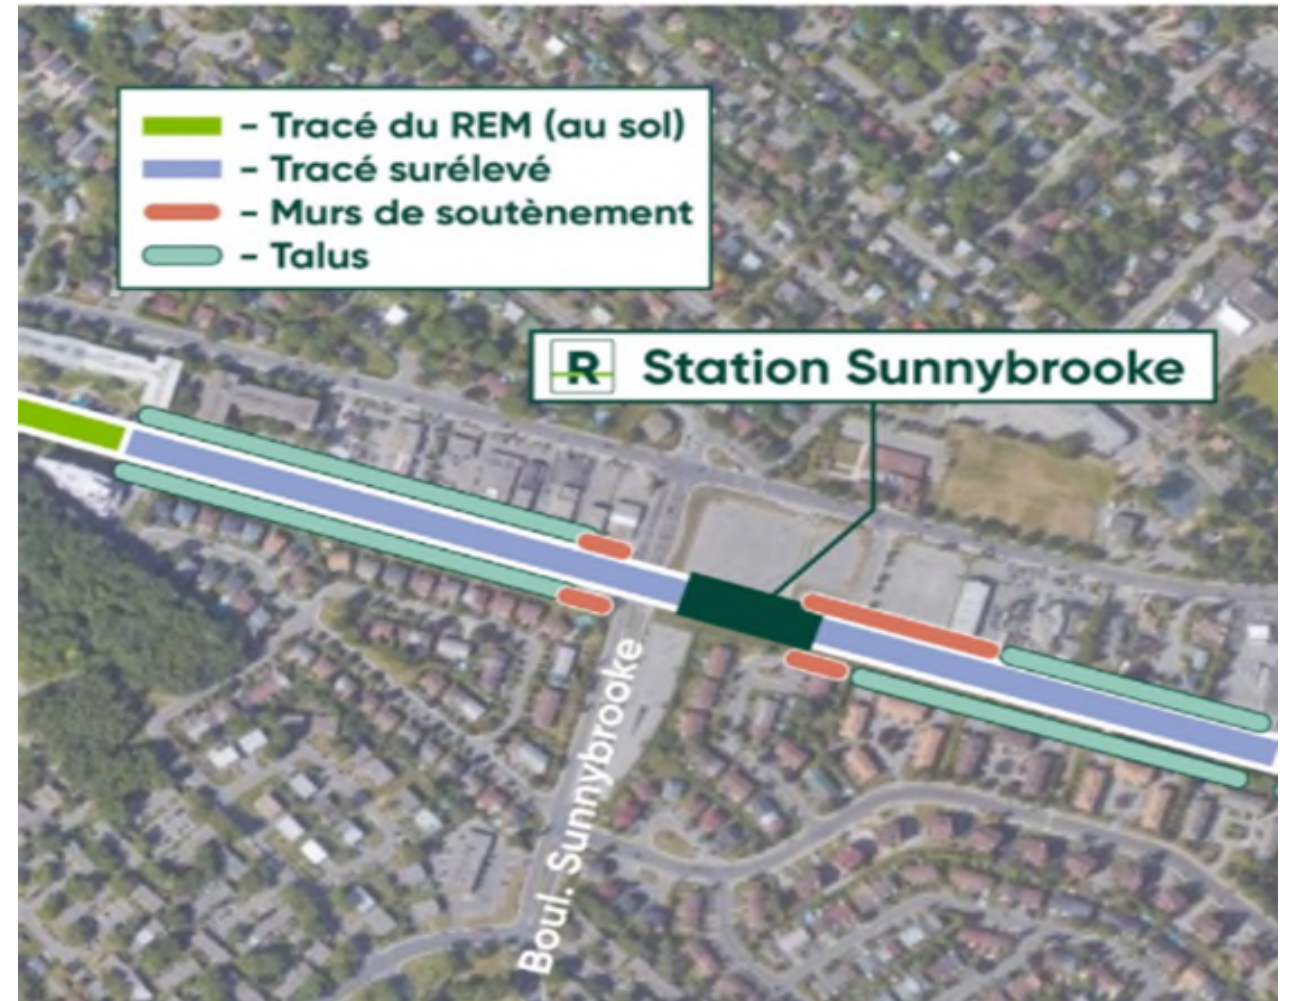 – Tracé du REM (au sol)
– Tracé surélevé
– Murs de soutènement
– Talus
R Station Sunnybrooke
Boul. Sunnybrooke